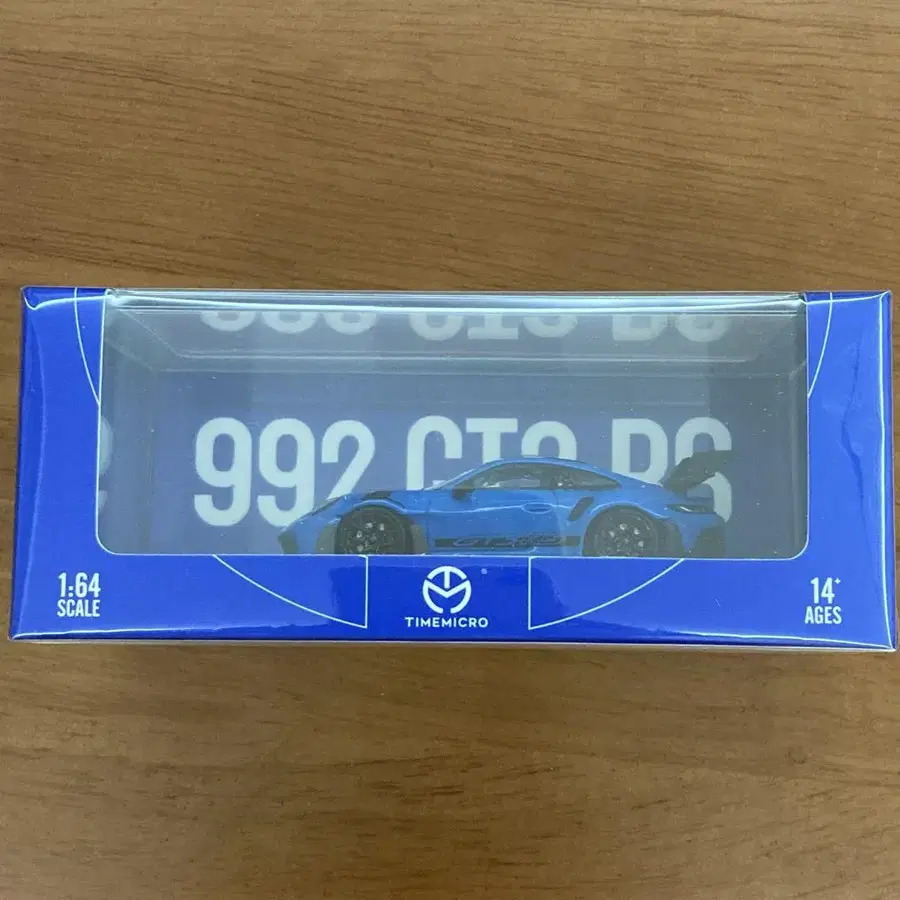 992 GT3 RS
1:64
SCALE
TIMEMICRO
14+
AGES